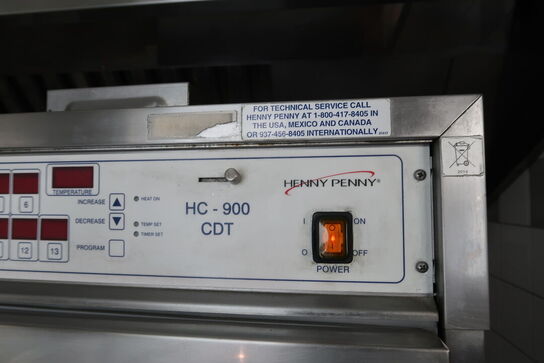 FOR TECHNICAL SERVICE CALL
HENNY PENNY AT 1-800-417-8405 IN
THE USA, MEXICO AND CANADA
OR 937-456-8405 INTERNATIONALLY
TEMPERATURE
6
INCREASE
HEAT ON
DECREASE
TEMP SET
TIMER SET
12
13
PROGRAM
HC - 900
CDT
HENNY PENNY®
I
ON
O
OFF
POWER